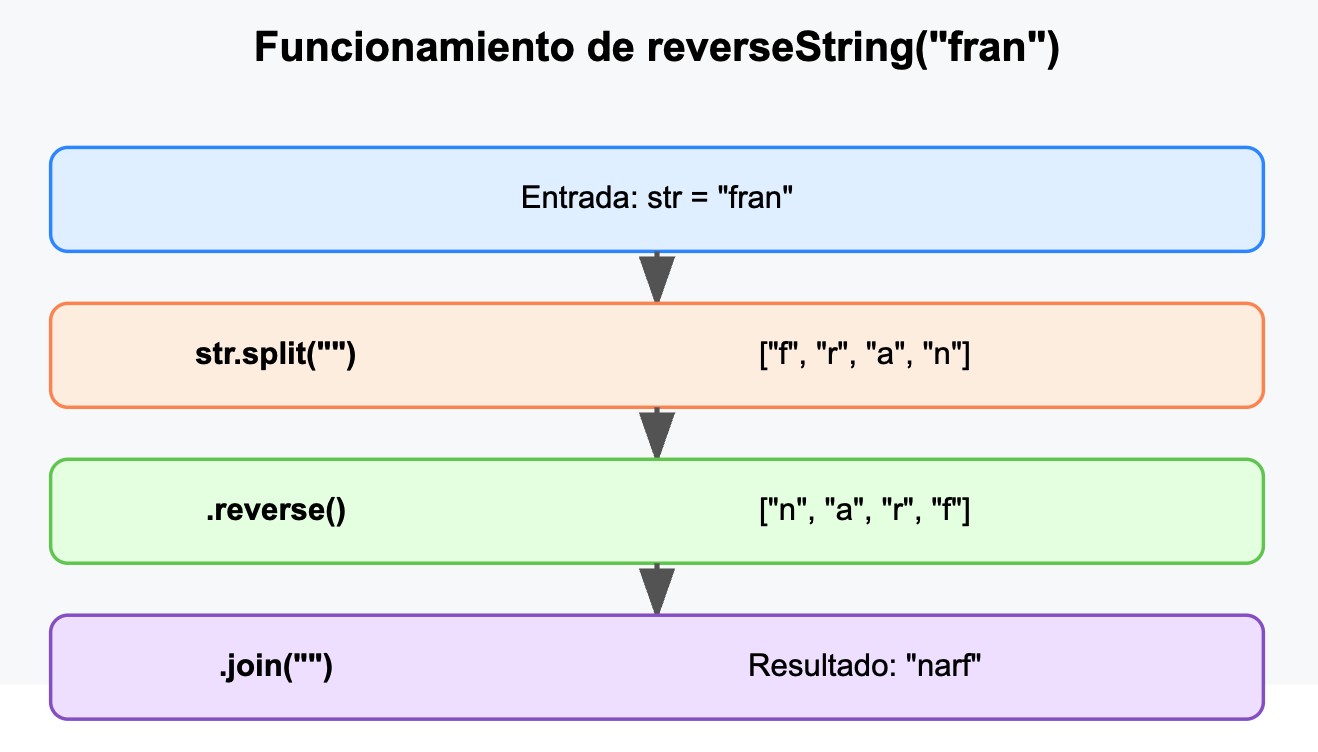 Funcionamiento de reverseString("fran")
Entrada: str = "fran"
str.split("") ["f", "r", "a", "n"]
.reverse() ["n", "a", "r", "f"]
.join("") Resultado: "narf"